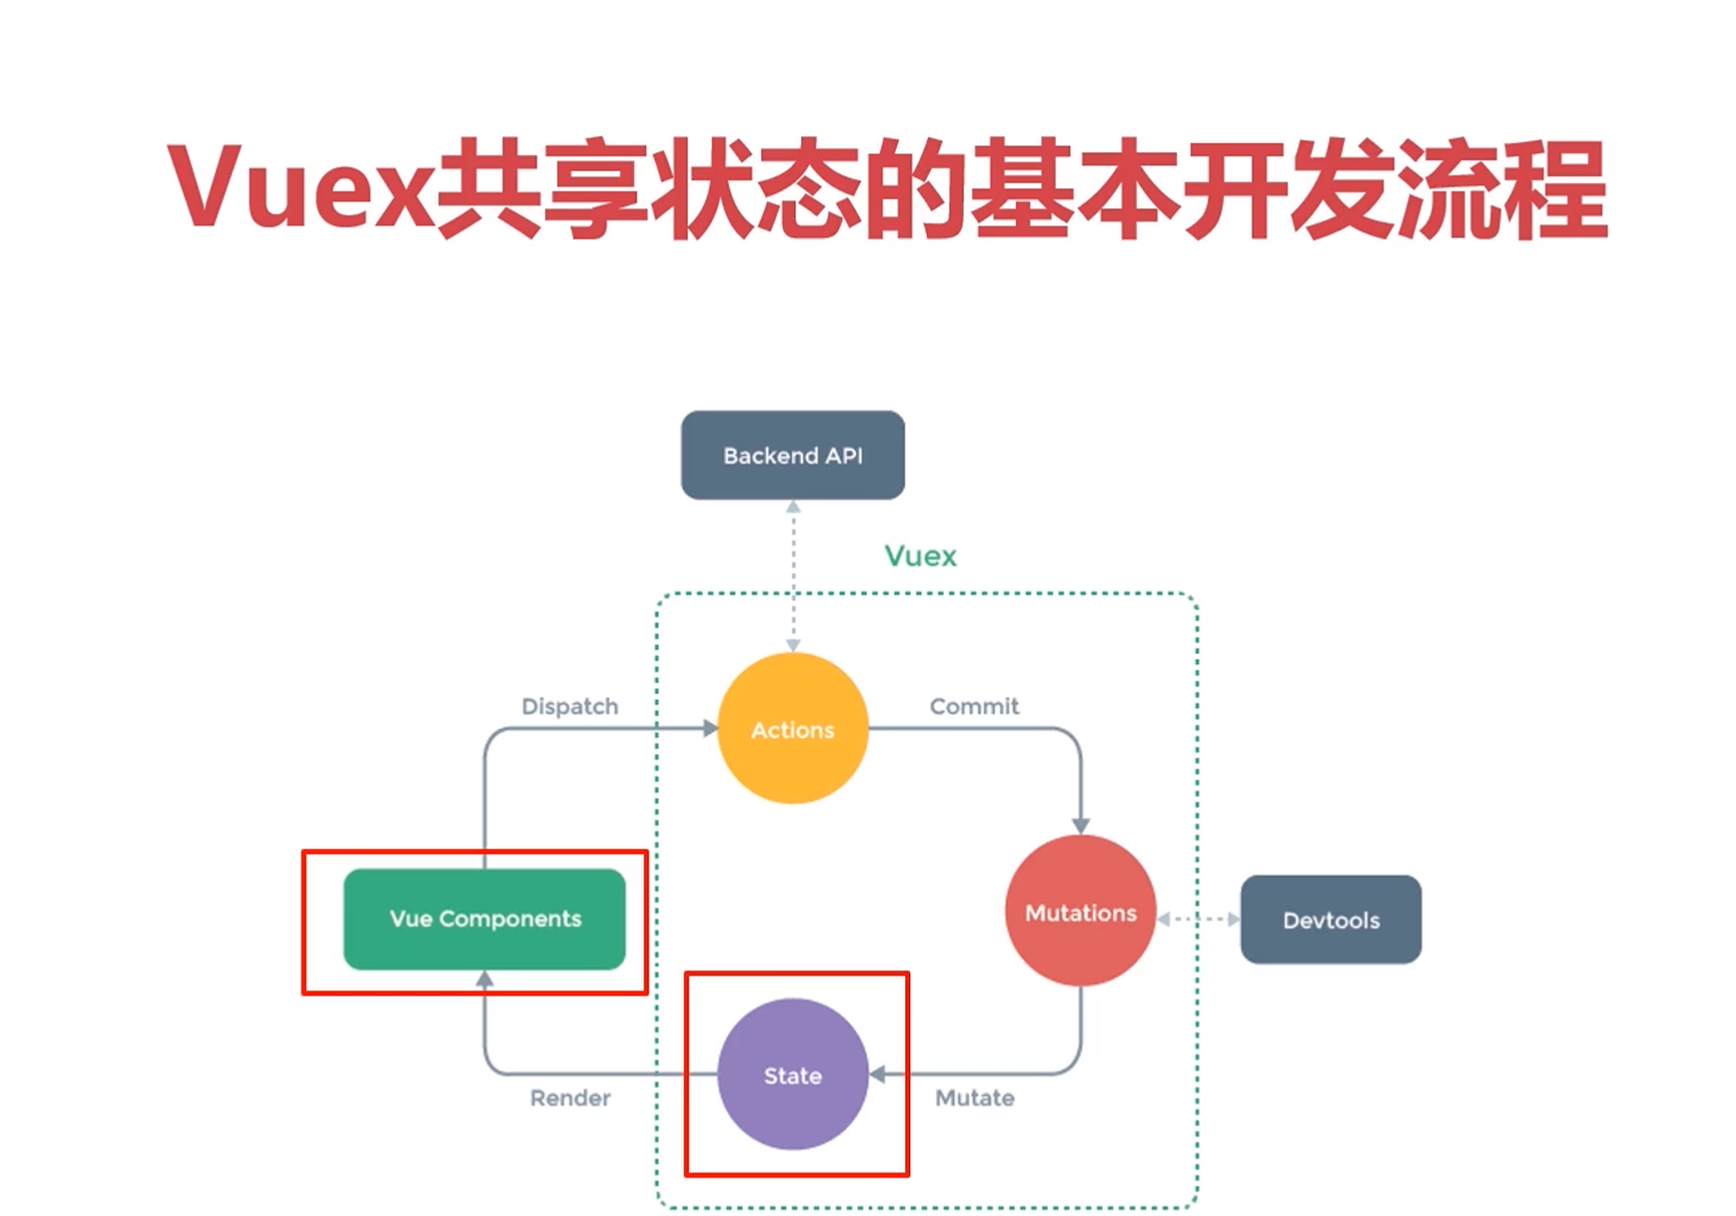 Vuex共享状态的基本开发流程
Backend API
Vuex
Dispatch
Actions
Commit
Vue Components
Mutations
Devtools
State
Render
Mutate